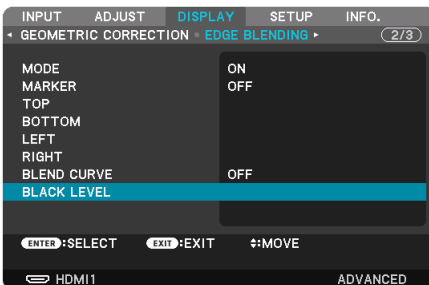 INPUT ADJUST DISPLAY SETUP INFO.
GEOMETRIC CORRECTION EDGE BLENDING 2/3
MODE ON
MARKER OFF
TOP
BOTTOM
LEFT
RIGHT
BLEND CURVE OFF
BLACK LEVEL
ENTER:SELECT EXIT:EXIT :MOVE
HDMI1 ADVANCED